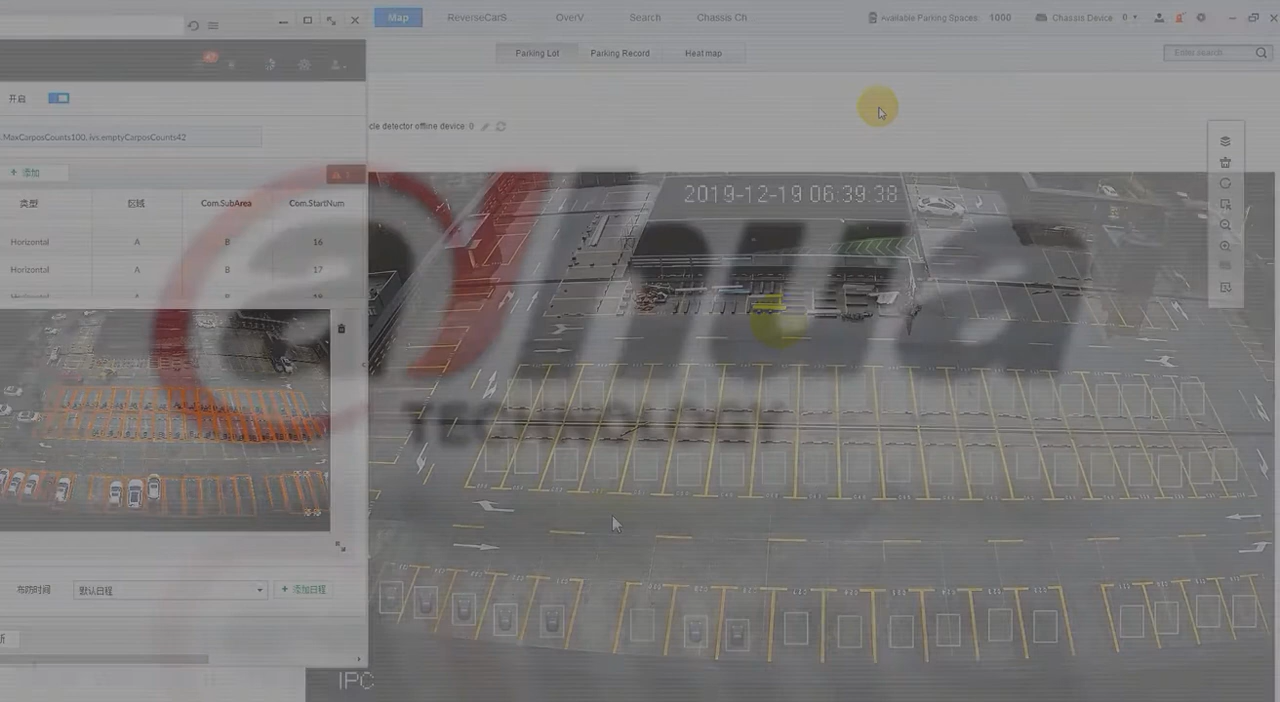 Map ReverseCarS.. OverV... Search Chassis Ch
Available Parking Spaces: 1000 Chassis Device 0
Parking Lot Parking Record Heat map
Enter search...
47
开启
cle detector offline device: 0
MaxCarposCounts100, ivs.emptyCarposCounts42
+ 添加
类型 区域 Com.SubArea Com.StartNum
Horizontal A B 16
Horizontal A B 17
2019-12-19 06:39:38
TECHNOLOGY
布防时间 默认日程 + 添加日程
IPC